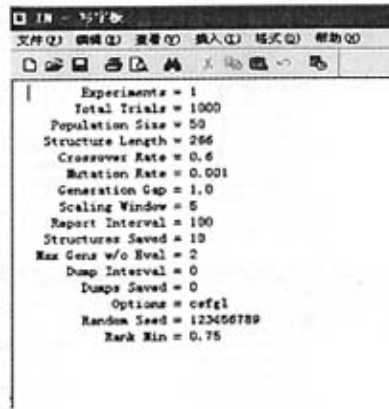 IN - 写字板
文件(F) 编辑(E) 查看(V) 插入(I) 格式(O) 帮助(H)
Experiments = 1
Total Trials = 1000
Population Size = 50
Structure Length = 266
Crossover Rate = 0.6
Mutation Rate = 0.001
Generation Gap = 1.0
Scaling Window = 5
Report Interval = 100
Structures Saved = 10
Max Gens w/o Eval = 2
Dump Interval = 0
Dumps Saved = 0
Options = cefgl
Random Seed = 123456789
Rank Min = 0.75